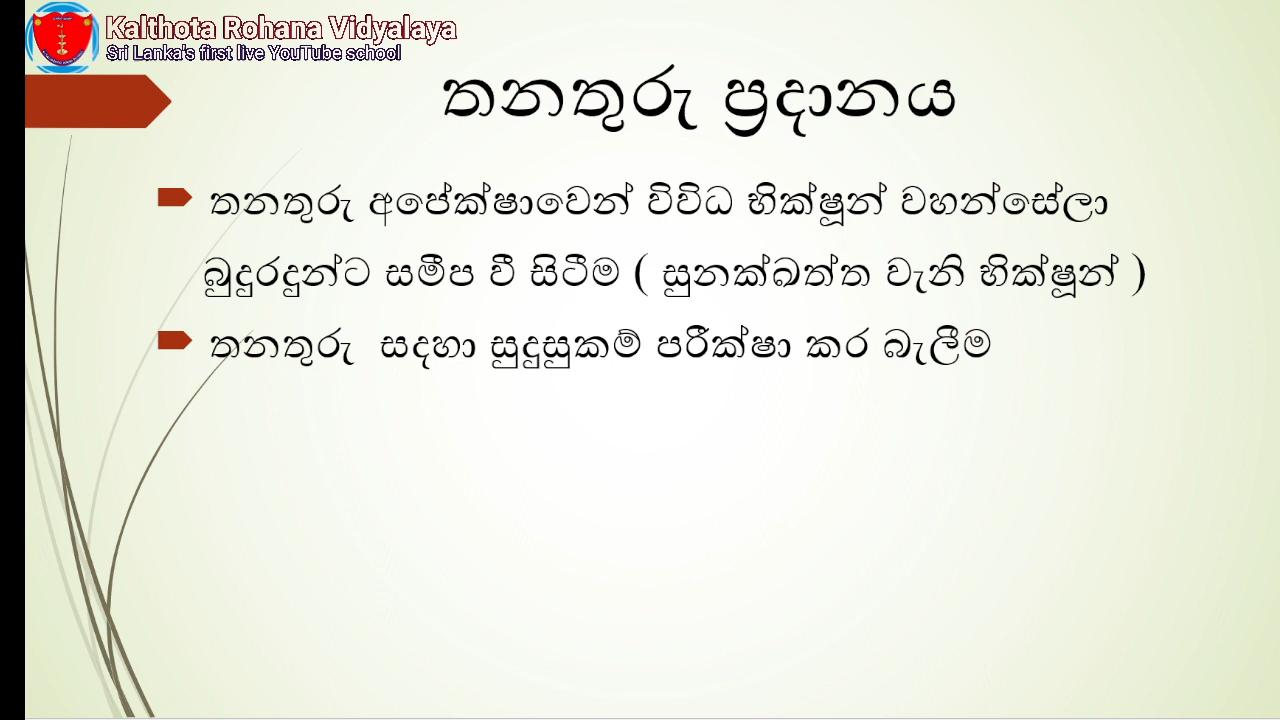 Kalthota Rohana Vidyalaya
Sri Lanka's first live YouTube school
තනතුරු ප්‍රදානය
තනතුරු අපේක්ෂාවෙන් විවිධ භික්ෂූන් වහන්සේලා
බුදුරදුන්ට සමීප වී සිටීම ( සුනක්ඛත්ත වැනි භික්ෂූන් )
තනතුරු සදහා සුදුසුකම් පරීක්ෂා කර බැලීම